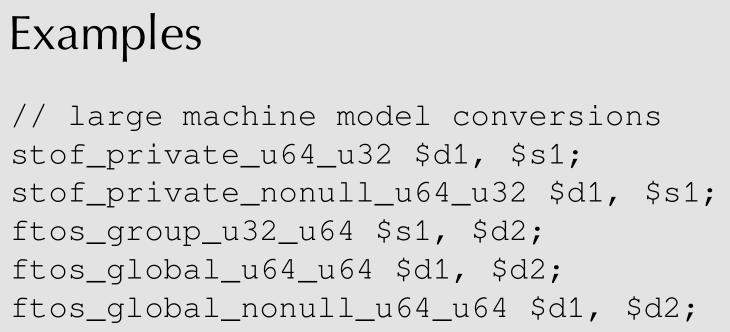 Examples
// large machine model conversions
stof_private_u64_u32 $d1, $s1;
stof_private_nonull_u64_u32 $d1, $s1;
ftos_group_u32_u64 $s1, $d2;
ftos_global_u64_u64 $d1, $d2;
ftos_global_nonull_u64_u64 $d1, $d2;